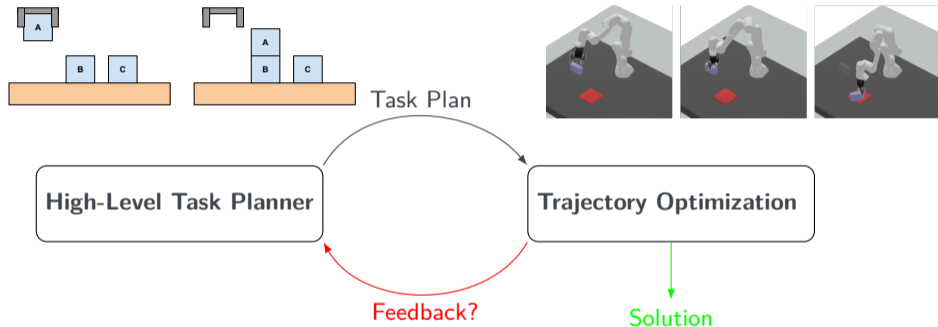 A
A
B
C
B
C
Task Plan
High-Level Task Planner
Trajectory Optimization
Feedback?
Solution